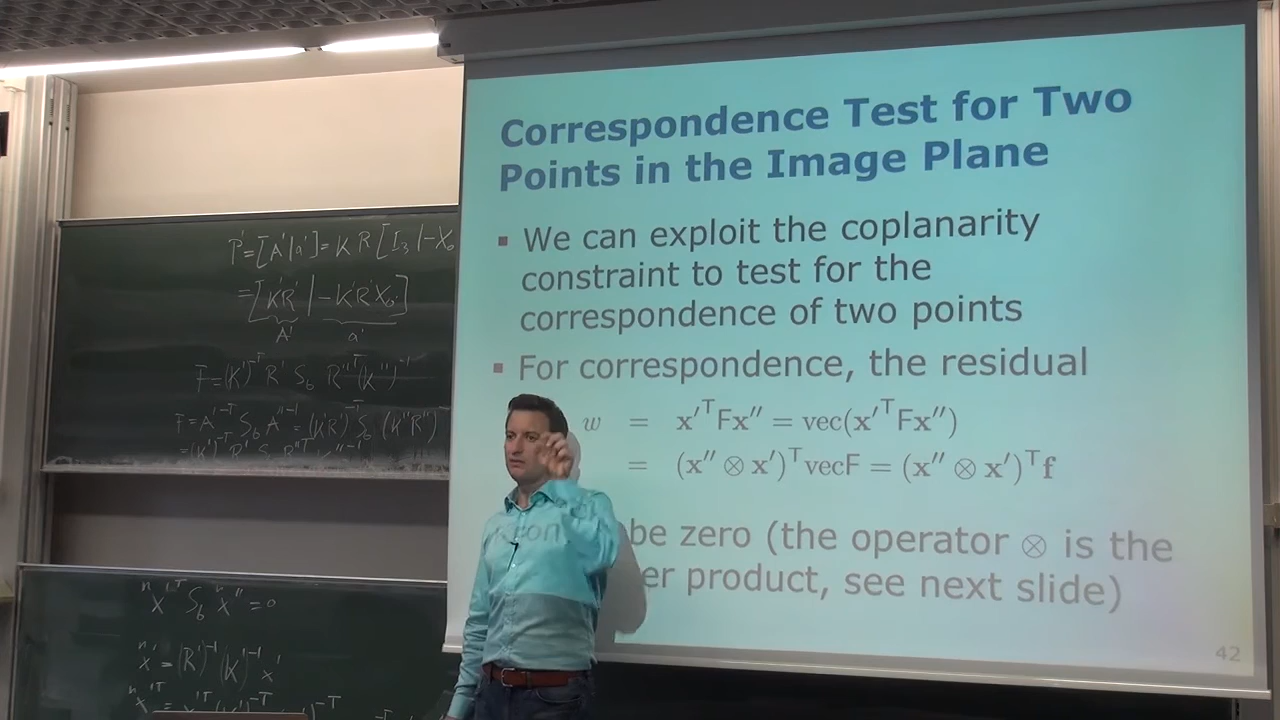 Correspondence Test for Two
Points in the Image Plane
▪ We can exploit the coplanarity
constraint to test for the
correspondence of two points
▪ For correspondence, the residual
w = x′ᵀFx″ = vec(x′ᵀFx″)
= (x″ ⊗ x′)ᵀvecF = (x″ ⊗ x′)ᵀf
be zero (the operator ⊗ is the
product, see next slide)
42
P' = [A'|a'] = K R [I₃|-X₀
= [K'R' | -K'R'X₀']
A' a'
F = (K')⁻ᵀ R' S_b R''ᵀ (K'')⁻¹
F = A'⁻ᵀ S_b A''⁻¹ = (K'R')⁻ᵀ S_b (K''R'')
ⁿx'ᵀ S_b ⁿx'' = 0
ⁿx' = (R')⁻¹ (K')⁻¹ x'